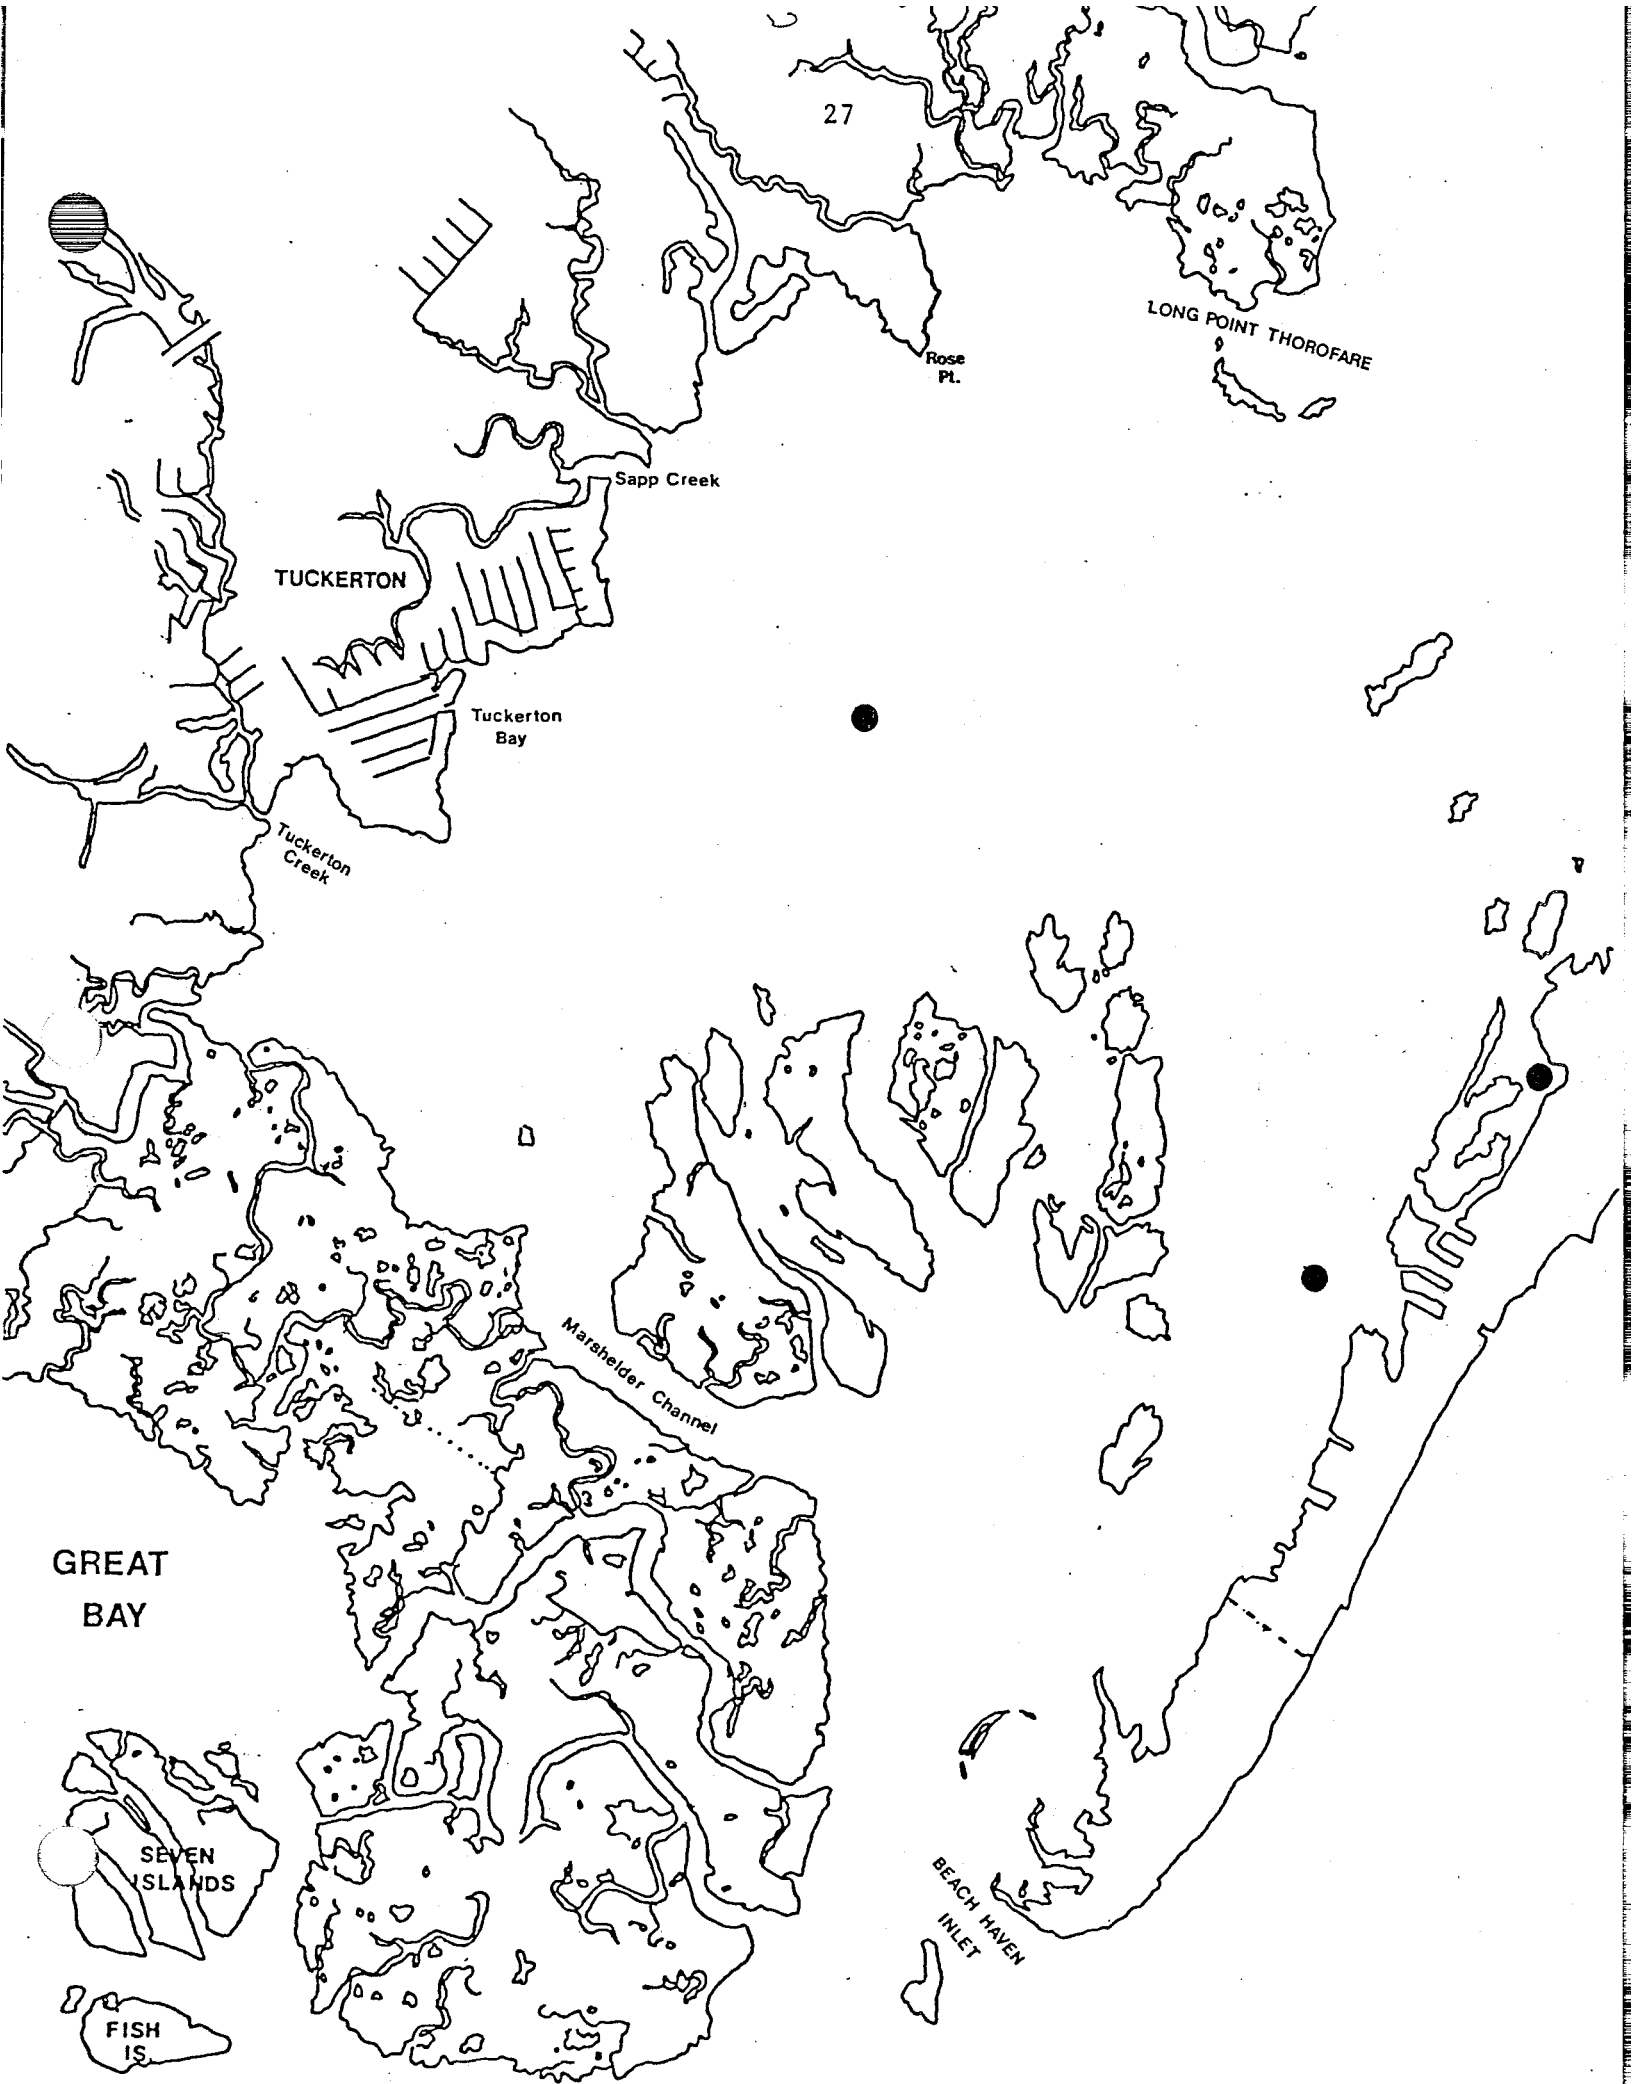 27
LONG POINT THOROFARE
Rose
Pt.
Sapp Creek
TUCKERTON
Tuckerton
Bay
Tuckerton
Creek
Marshelder Channel
GREAT
BAY
SEVEN
ISLANDS
BEACH HAVEN
INLET
FISH
IS.